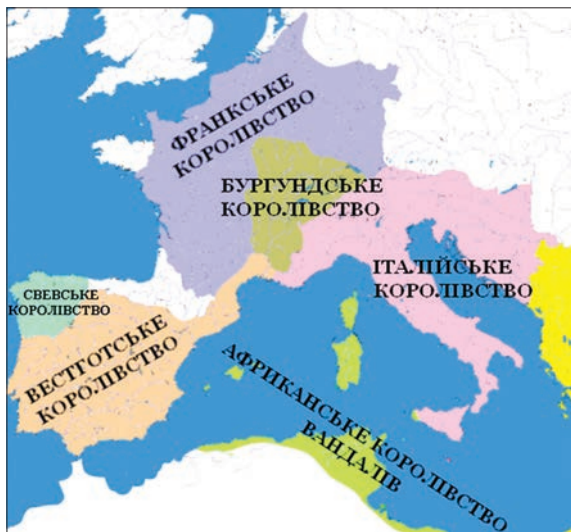 ФРАНКСЬКЕ
КОРОЛІВСТВО
БУРГУНДСЬКЕ
КОРОЛІВСТВО
ІТАЛІЙСЬКЕ
КОРОЛІВСТВО
СВЕВСЬКЕ
КОРОЛІВСТВО
ВЕСТГОТСЬКЕ
КОРОЛІВСТВО
АФРИКАНСЬКЕ КОРОЛІВСТВО
ВАНДАЛІВ